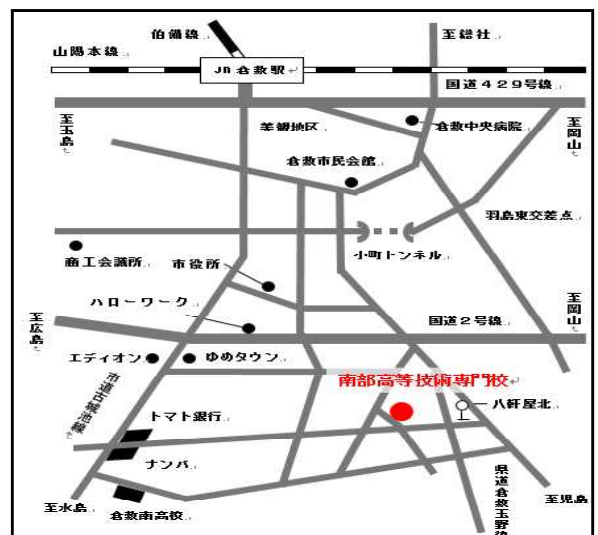 伯備線
至総社
山陽本線
JR倉敷駅
国道429号線
至玉島
美観地区
倉敷中央病院
至岡山
倉敷市民会館
羽島東交差点
小町トンネル
商工会議所
市役所
ハローワーク
至岡山
至広島
国道2号線
エディオン
ゆめタウン
南部高等技術専門校
市道古城池線
八軒屋北
トマト銀行
ナンバ
県道倉敷玉野線
至水島
倉敷南高校
至児島